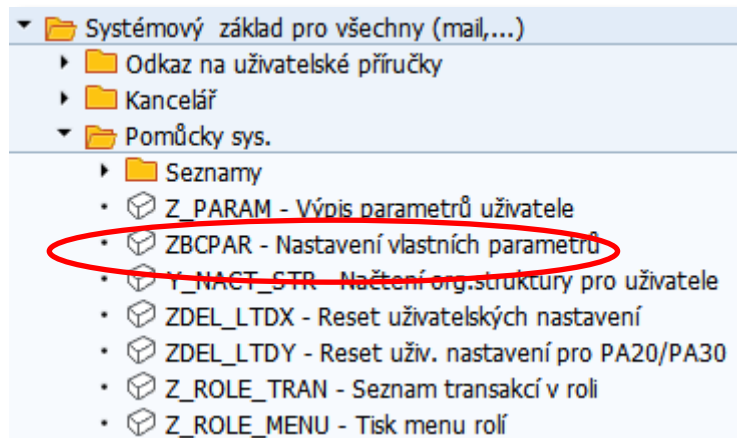 Systémový základ pro všechny (mail,...)
Odkaz na uživatelské příručky
Kancelář
Pomůcky sys.
Seznamy
Z_PARAM - Výpis parametrů uživatele
ZBCPAR - Nastavení vlastních parametrů
Y_NACT_STR - Načtení org.struktury pro uživatele
ZDEL_LTDX - Reset uživatelských nastavení
ZDEL_LTDY - Reset uživ. nastavení pro PA20/PA30
Z_ROLE_TRAN - Seznam transakcí v roli
Z_ROLE_MENU - Tisk menu rolí